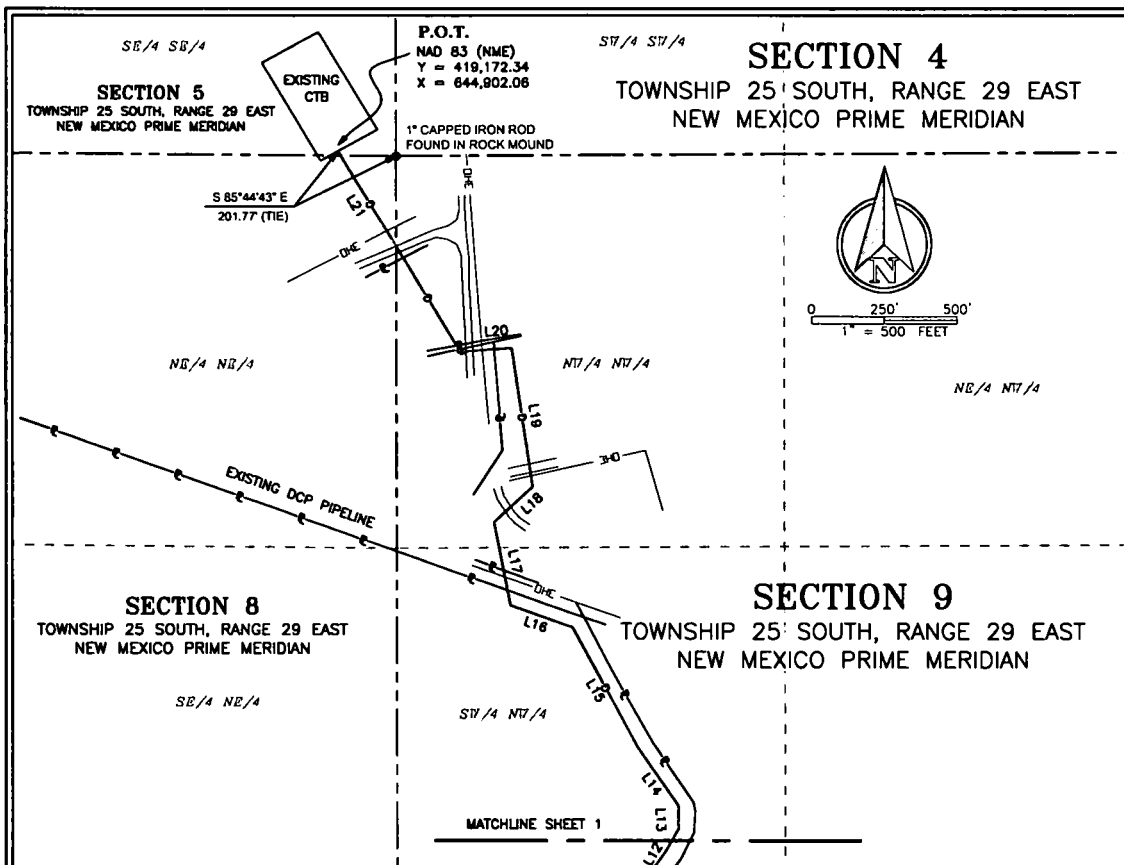 SE/4 SE/4
SECTION 5
TOWNSHIP 25 SOUTH, RANGE 29 EAST
NEW MEXICO PRIME MERIDIAN
EXISTING
CTB
P.O.T.
NAD 83 (NME)
Y = 419,172.34
X = 644,902.06
1" CAPPED IRON ROD
FOUND IN ROCK MOUND
SW/4 SW/4
SECTION 4
TOWNSHIP 25 SOUTH, RANGE 29 EAST
NEW MEXICO PRIME MERIDIAN
S 85°44'43" E
201.77' (TIE)
L21
OHE
OHE
N
0 250' 500'
1" = 500 FEET
L20
NE/4 NE/4
NW/4 NW/4
NE/4 NW/4
L19
OHE
L18
EXISTING DCP PIPELINE
L17
OHE
L16
SECTION 8
TOWNSHIP 25 SOUTH, RANGE 29 EAST
NEW MEXICO PRIME MERIDIAN
SECTION 9
TOWNSHIP 25 SOUTH, RANGE 29 EAST
NEW MEXICO PRIME MERIDIAN
SE/4 NE/4
SW/4 NW/4
L15
L14
L13
L12
MATCHLINE SHEET 1